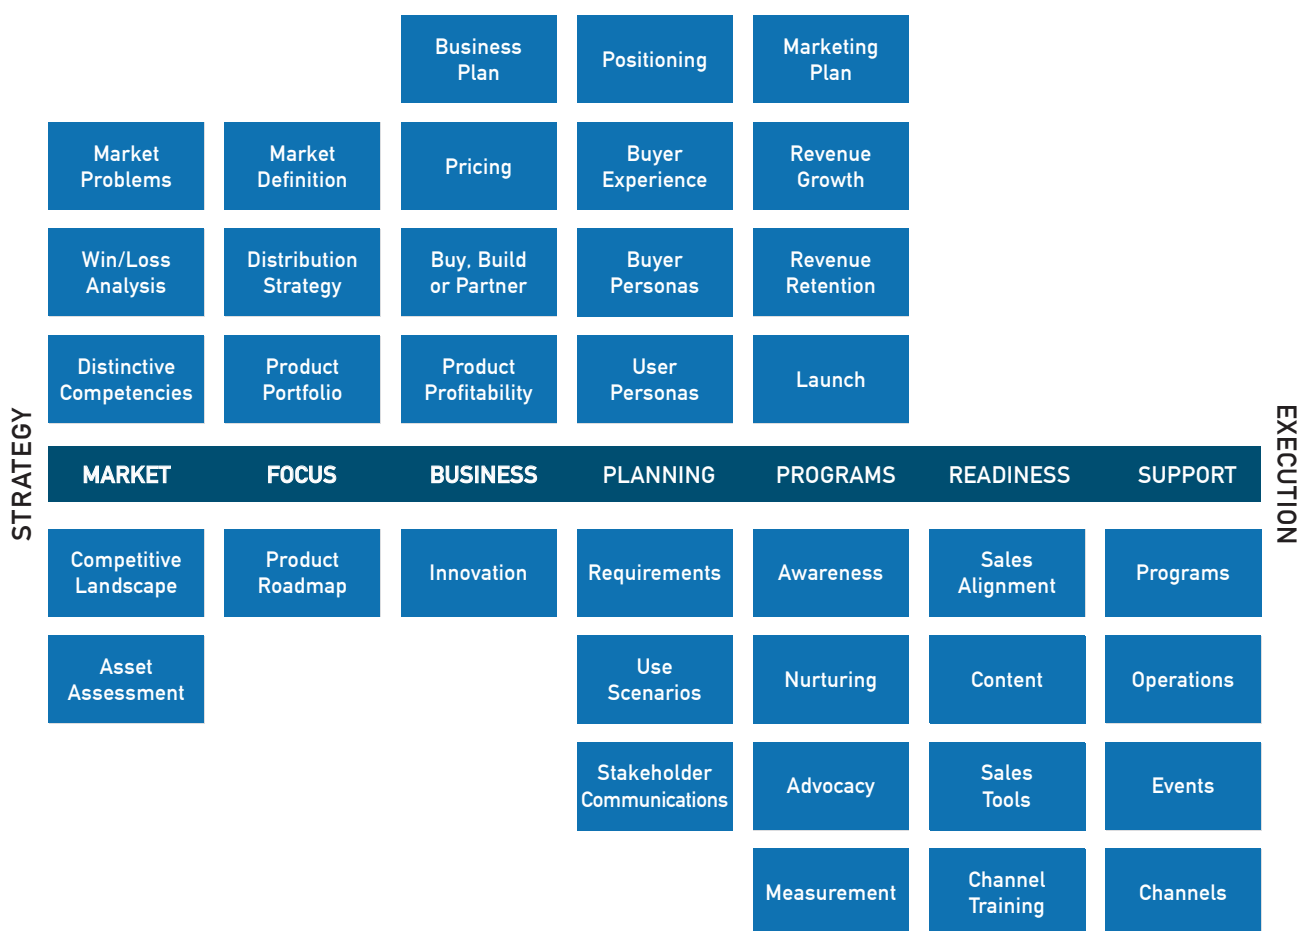 Business
Plan
Positioning
Marketing
Plan
Market
Problems
Market
Definition
Pricing
Buyer
Experience
Revenue
Growth
Win/Loss
Analysis
Distribution
Strategy
Buy, Build
or Partner
Buyer
Personas
Revenue
Retention
Distinctive
Competencies
Product
Portfolio
Product
Profitability
User
Personas
Launch
STRATEGY
MARKET
FOCUS
BUSINESS
PLANNING
PROGRAMS
READINESS
SUPPORT
EXECUTION
Competitive
Landscape
Product
Roadmap
Innovation
Requirements
Awareness
Sales
Alignment
Programs
Asset
Assessment
Use
Scenarios
Nurturing
Content
Operations
Stakeholder
Communications
Advocacy
Sales
Tools
Events
Measurement
Channel
Training
Channels